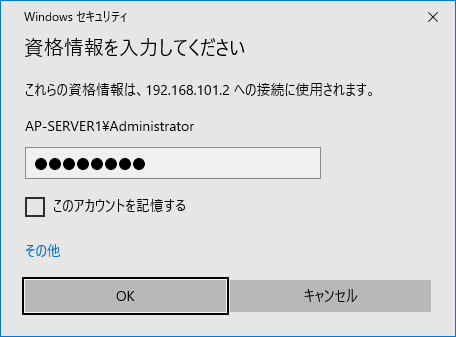 Windows セキュリティ
資格情報を入力してください
これらの資格情報は、192.168.101.2 への接続に使用されます。
AP-SERVER1¥Administrator
●●●●●●●●
このアカウントを記憶する
その他
OK
キャンセル